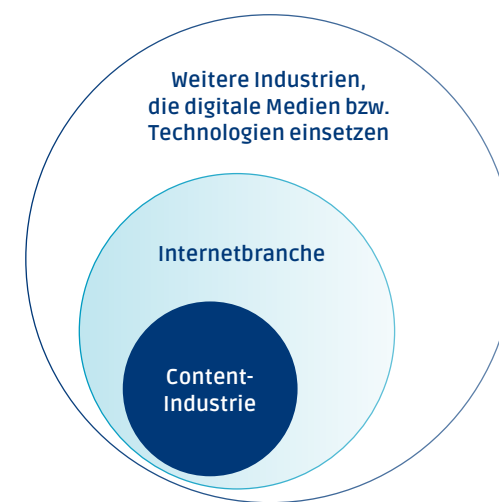 Weitere Industrien,
die digitale Medien bzw.
Technologien einsetzen
Internetbranche
Content-
Industrie